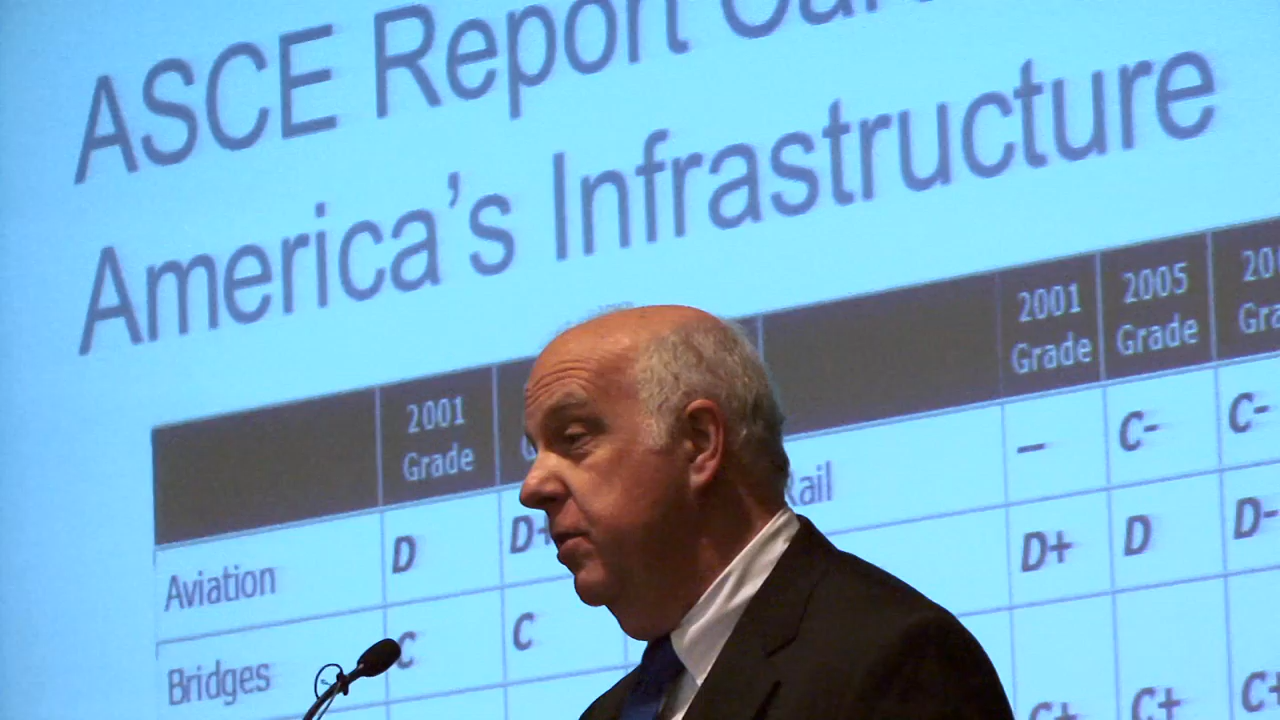 ASCE Report
America's Infrastructure
2001
Grade
2001
Grade
2005
Grade
Aviation
D
D+
Bridges
C
C
Rail
–
C-
C-
D+
D
D-
C+
C+
C+